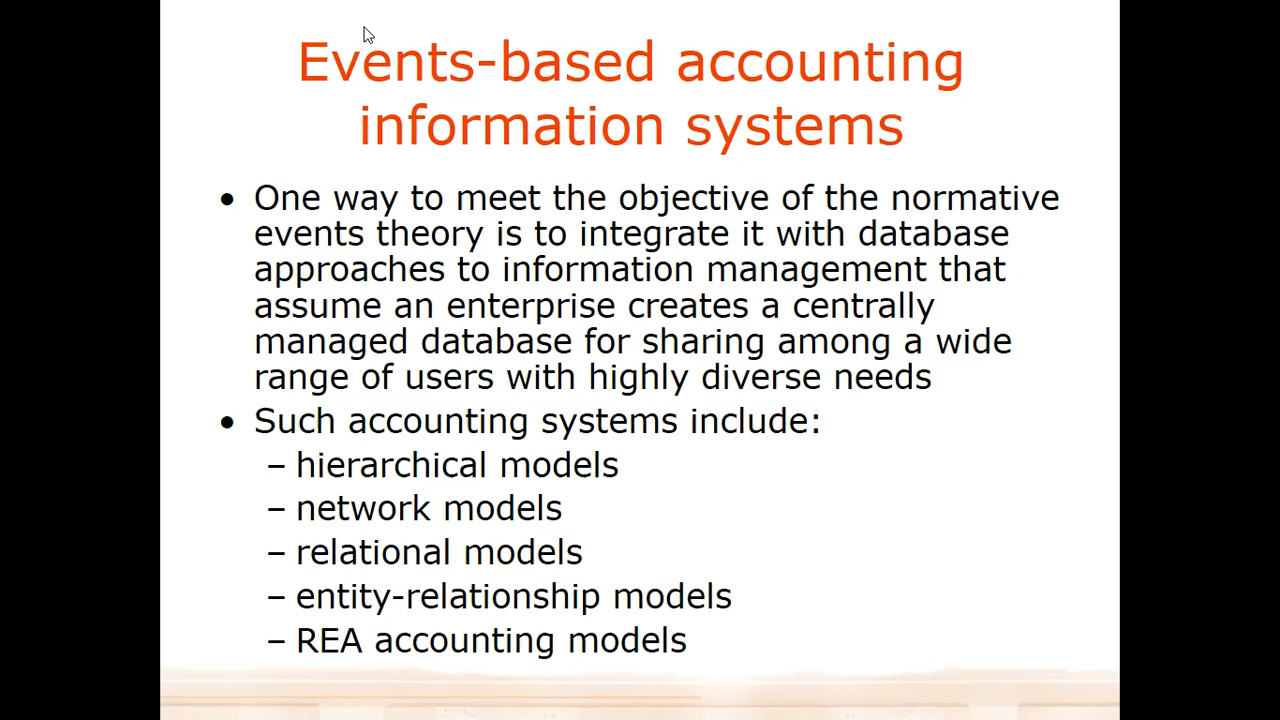 Events-based accounting
information systems
• One way to meet the objective of the normative
events theory is to integrate it with database
approaches to information management that
assume an enterprise creates a centrally
managed database for sharing among a wide
range of users with highly diverse needs
• Such accounting systems include:
– hierarchical models
– network models
– relational models
– entity-relationship models
– REA accounting models